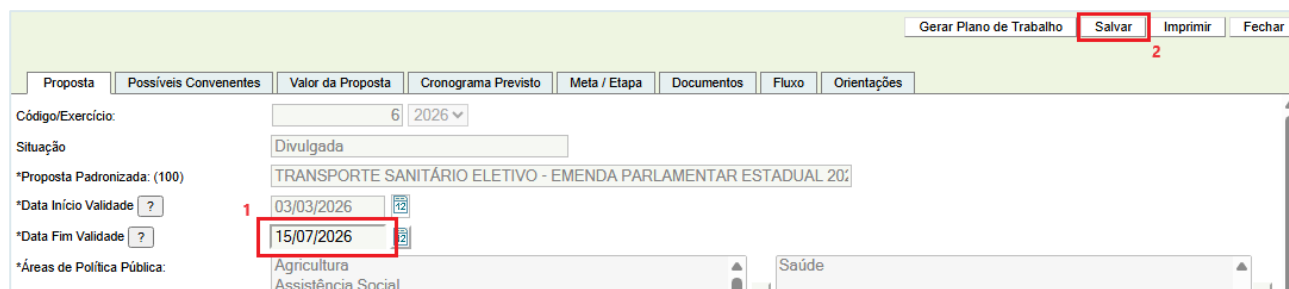 Gerar Plano de Trabalho Salvar Imprimir Fechar
2
Proposta Possíveis Convenentes Valor da Proposta Cronograma Previsto Meta / Etapa Documentos Fluxo Orientações
Código/Exercício: 6 2026
Situação Divulgada
*Proposta Padronizada: (100) TRANSPORTE SANITÁRIO ELETIVO - EMENDA PARLAMENTAR ESTADUAL 202
*Data Início Validade ? 1 03/03/2026 12
*Data Fim Validade ? 15/07/2026 12
*Áreas de Política Pública: Agricultura Saúde
Assistência Social